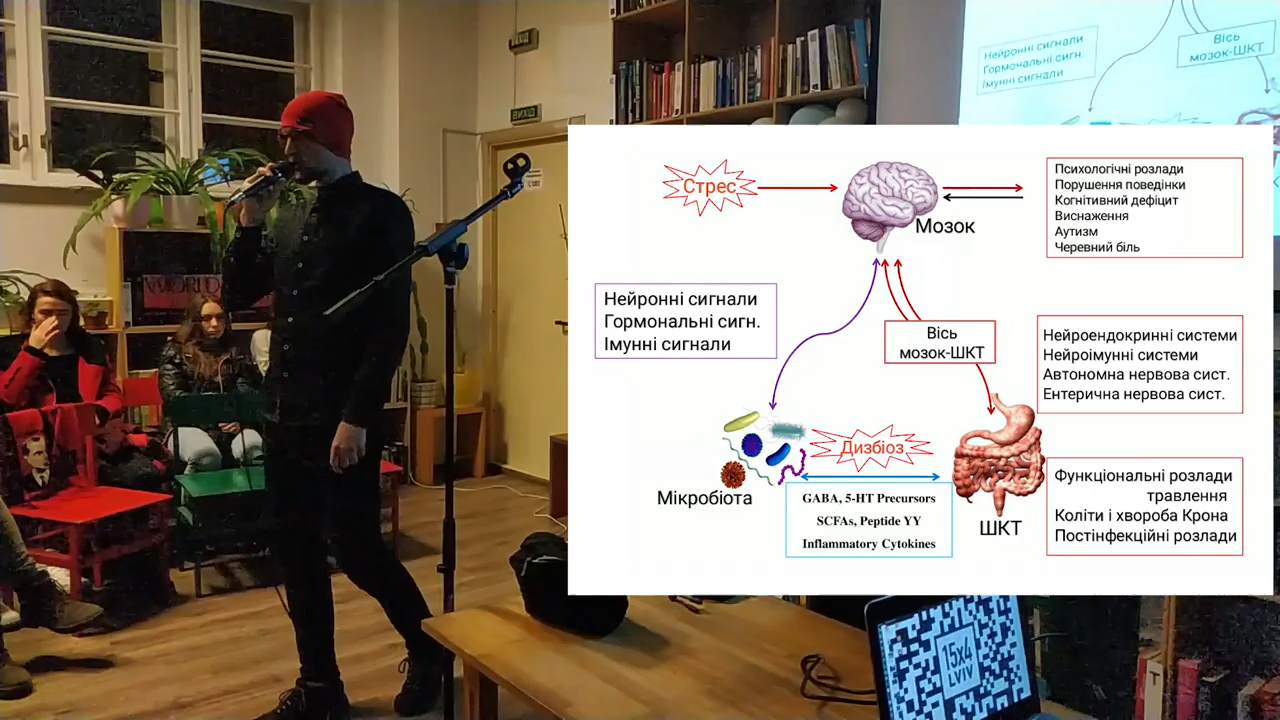 ВИХІД
ВИХІД
WORLD
Нейронні сигнали
Гормональні сигн.
Імунні сигнали
Вісь
мозок-ШКТ
Стрес
Мозок
Психологічні розлади
Порушення поведінки
Когнітивний дефіцит
Виснаження
Аутизм
Черевний біль
Нейронні сигнали
Гормональні сигн.
Імунні сигнали
Вісь
мозок-ШКТ
Нейроендокринні системи
Нейроімунні системи
Автономна нервова сист.
Ентерична нервова сист.
Дизбіоз
Мікробіота
GABA, 5-HT Precursors
SCFAs, Peptide YY
Inflammatory Cytokines
ШКТ
Функціональні розлади
травлення
Коліти і хвороба Крона
Постінфекційні розлади
15x4
LVIV